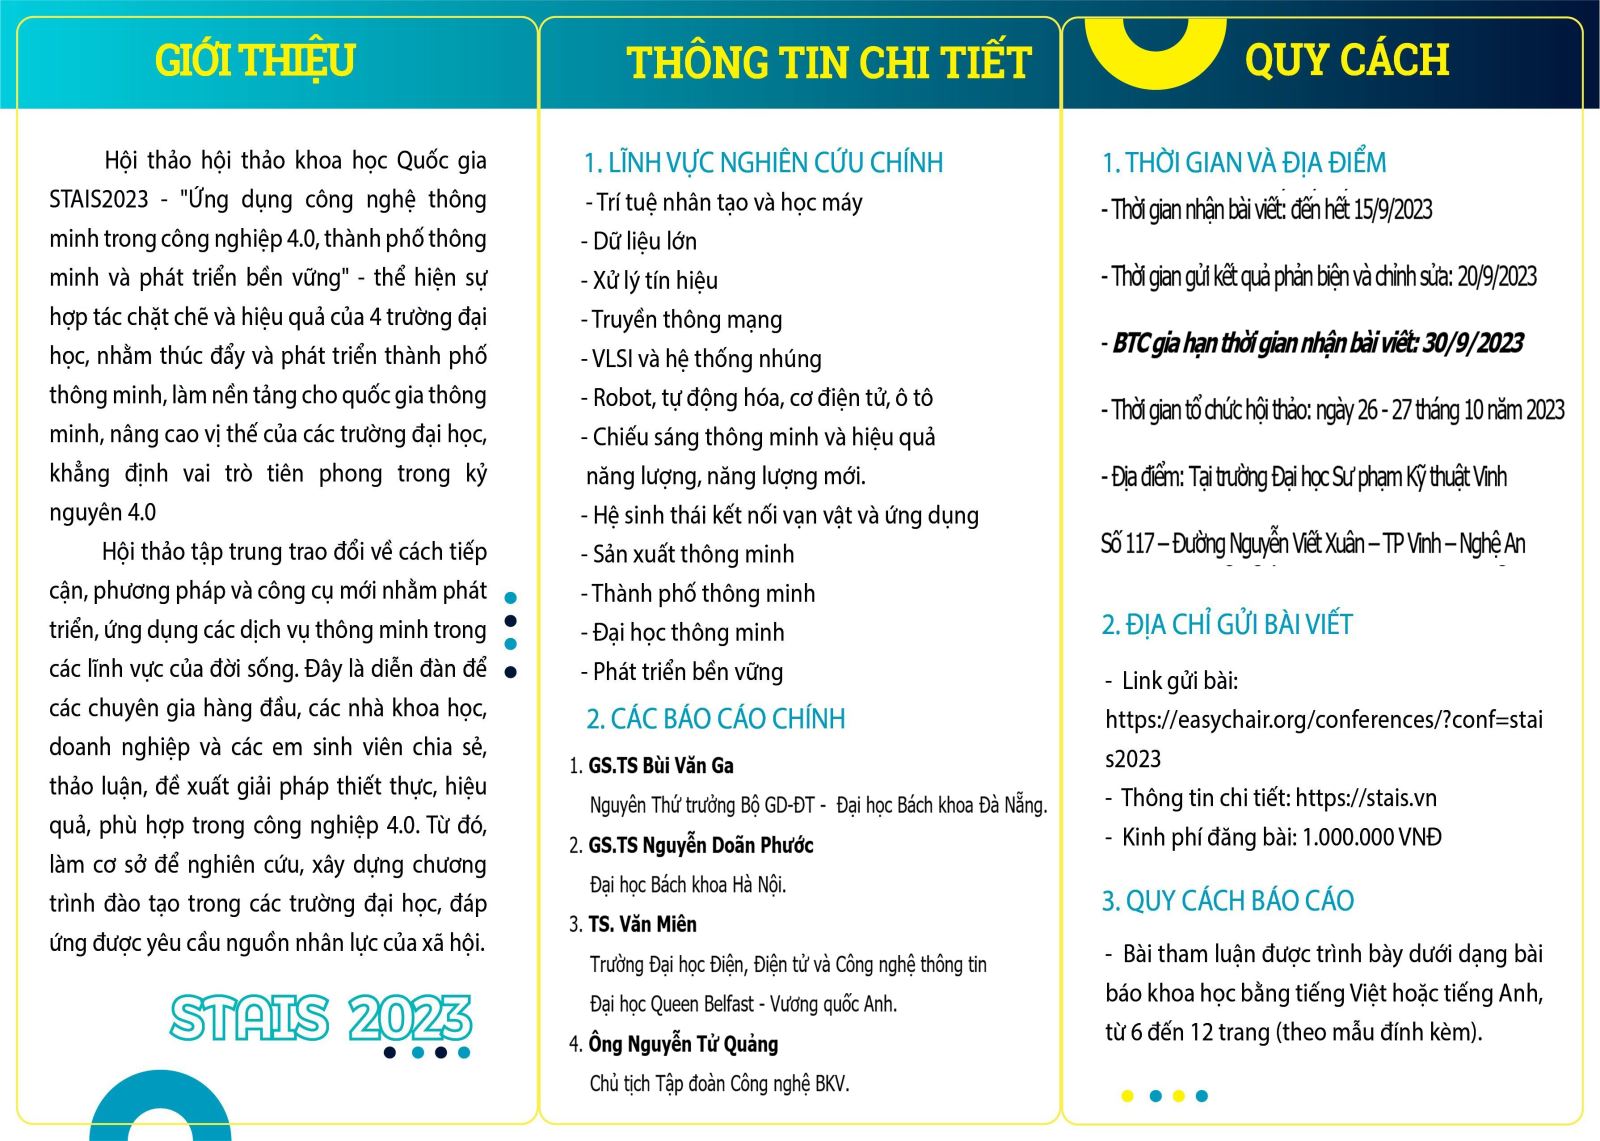 GIỚI THIỆU
Hội thảo hội thảo khoa học Quốc gia
STAIS2023 - "Ứng dụng công nghệ thông
minh trong công nghiệp 4.0, thành phố thông
minh và phát triển bền vững" - thể hiện sự
hợp tác chặt chẽ và hiệu quả của 4 trường đại
học, nhằm thúc đẩy và phát triển thành phố
thông minh, làm nền tảng cho quốc gia thông
minh, nâng cao vị thế của các trường đại học,
khẳng định vai trò tiên phong trong kỷ
nguyên 4.0
Hội thảo tập trung trao đổi về cách tiếp
cận, phương pháp và công cụ mới nhằm phát
triển, ứng dụng các dịch vụ thông minh trong
các lĩnh vực của đời sống. Đây là diễn đàn để
các chuyên gia hàng đầu, các nhà khoa học,
doanh nghiệp và các em sinh viên chia sẻ,
thảo luận, đề xuất giải pháp thiết thực, hiệu
quả, phù hợp trong công nghiệp 4.0. Từ đó,
làm cơ sở để nghiên cứu, xây dựng chương
trình đào tạo trong các trường đại học, đáp
ứng được yêu cầu nguồn nhân lực của xã hội.
STAIS 2023
THÔNG TIN CHI TIẾT
1. LĨNH VỰC NGHIÊN CỨU CHÍNH
- Trí tuệ nhân tạo và học máy
- Dữ liệu lớn
- Xử lý tín hiệu
- Truyền thông mạng
- VLSI và hệ thống nhúng
- Robot, tự động hóa, cơ điện tử, ô tô
- Chiếu sáng thông minh và hiệu quả
năng lượng, năng lượng mới.
- Hệ sinh thái kết nối vạn vật và ứng dụng
- Sản xuất thông minh
- Thành phố thông minh
- Đại học thông minh
- Phát triển bền vững
2. CÁC BÁO CÁO CHÍNH
1. GS.TS Bùi Văn Ga
Nguyên Thứ trưởng Bộ GD-ĐT - Đại học Bách khoa Đà Nẵng.
2. GS.TS Nguyễn Doãn Phước
Đại học Bách khoa Hà Nội.
3. TS. Văn Miên
Trường Đại học Điện, Điện tử và Công nghệ thông tin
Đại học Queen Belfast - Vương quốc Anh.
4. Ông Nguyễn Tử Quảng
Chủ tịch Tập đoàn Công nghệ BKV.
QUY CÁCH
1. THỜI GIAN VÀ ĐỊA ĐIỂM
- Thời gian nhận bài viết: đến hết 15/9/2023
- Thời gian gửi kết quả phản biện và chỉnh sửa: 20/9/2023
- BTC gia hạn thời gian nhận bài viết: 30/9/2023
- Thời gian tổ chức hội thảo: ngày 26 - 27 tháng 10 năm 2023
- Địa điểm: Tại trường Đại học Sư phạm Kỹ thuật Vinh
Số 117 – Đường Nguyễn Viết Xuân – TP Vinh – Nghệ An
2. ĐỊA CHỈ GỬI BÀI VIẾT
- Link gửi bài:
https://easychair.org/conferences/?conf=stai
s2023
- Thông tin chi tiết: https://stais.vn
- Kinh phí đăng bài: 1.000.000 VNĐ
3. QUY CÁCH BÁO CÁO
- Bài tham luận được trình bày dưới dạng bài
báo khoa học bằng tiếng Việt hoặc tiếng Anh,
từ 6 đến 12 trang (theo mẫu đính kèm).